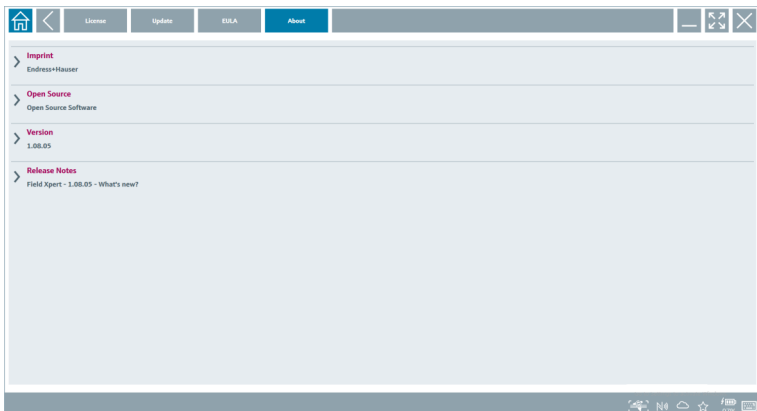 License Update EULA About
Imprint
Endress+Hauser
Open Source
Open Source Software
Version
1.08.05
Release Notes
Field Xpert - 1.08.05 - What's new?